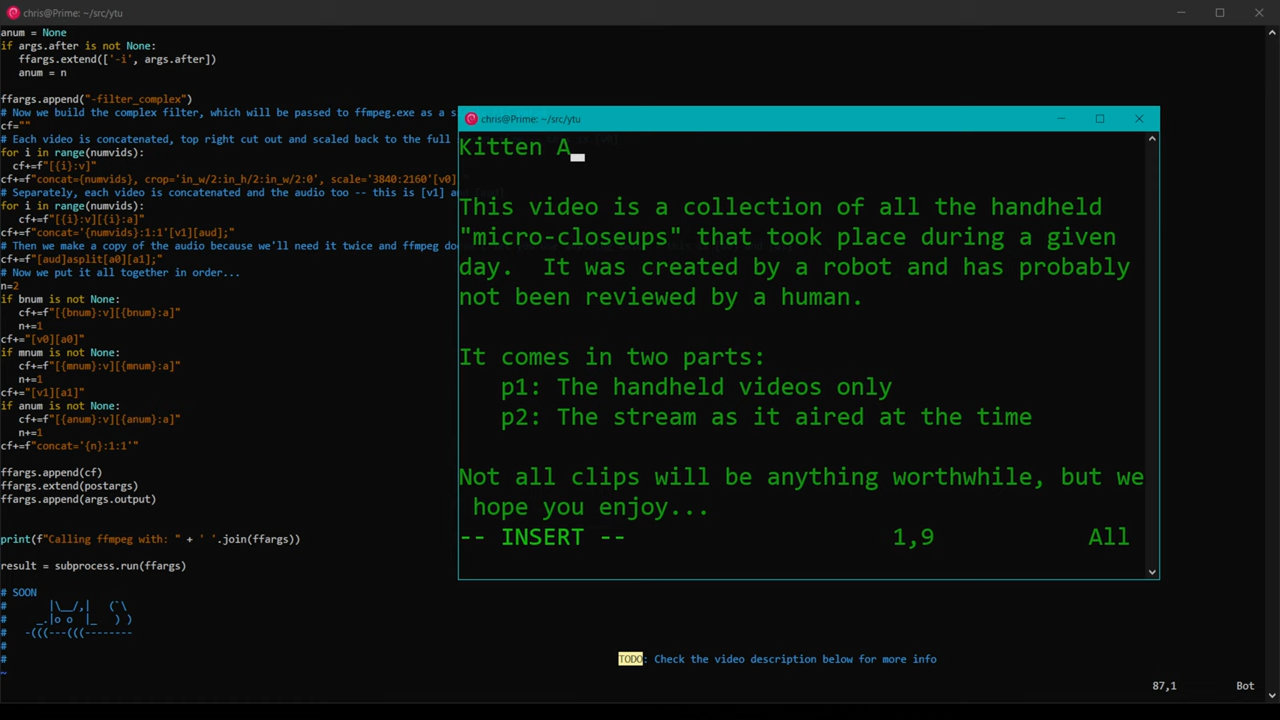 chris@Prime: ~/src/ytu
anum = None
if args.after is not None:
   ffargs.extend(['-i', args.after])
   anum = n
ffargs.append("-filter_complex")
# Now we build the complex filter, which will be passed to ffmpeg.exe as a s
cf=""
# Each video is concatenated, top right cut out and scaled back to the full
for i in range(numvids):
  cf+=f"[{i}:v]"
cf+=f"concat={numvids}, crop='in_w/2:in_h/2:in_w/2:0', scale='3840:2160'[v0]
# Separately, each video is concatenated and the audio too -- this is [v1] a
for i in range(numvids):
   cf+=f"[{i}:v][{i}:a]"
cf+=f"concat='{numvids}:1:1'[v1][aud];"
# Then we make a copy of the audio because we'll need it twice and ffmpeg do
cf+="[aud]asplit[a0][a1];"
# Now we put it all together in order...
n=2
if bnum is not None:
   cf+=f"[{bnum}:v][{bnum}:a]"
   n+=1
cf+="[v0][a0]"
if mnum is not None:
   cf+=f"[{mnum}:v][{mnum}:a]"
   n+=1
cf+="[v1][a1]"
if anum is not None:
   cf+=f"[{anum}:v][{anum}:a]"
   n+=1
cf+=f"concat='{n}:1:1'"
ffargs.append(cf)
ffargs.extend(postargs)
ffargs.append(args.output)
print(f"Calling ffmpeg with: " + ' '.join(ffargs))
result = subprocess.run(ffargs)
# SOON
#      |\__/,|   (`\
#    _.|o o  |_   ) )
#  -(((---(((--------
#
#
~
chris@Prime: ~/src/ytu
Kitten A
This video is a collection of all the handheld
"micro-closeups" that took place during a given
day.  It was created by a robot and has probably
not been reviewed by a human.
It comes in two parts:
   p1: The handheld videos only
   p2: The stream as it aired at the time
Not all clips will be anything worthwhile, but we
 hope you enjoy...
-- INSERT -- 1,9 All
TODO: Check the video description below for more info
87,1 Bot